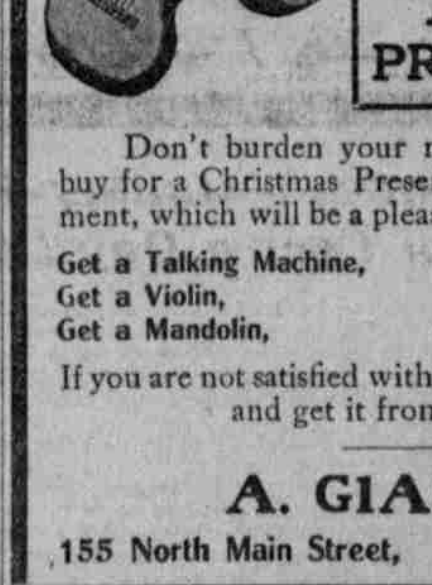 PR
Don't burden your
buy for a Christmas Prese
ment, which will be a plea
Get a Talking Machine,
Get a Violin,
Get a Mandolin,
If you are not satisfied with
and get it fron
A. GIA
155 North Main Street,